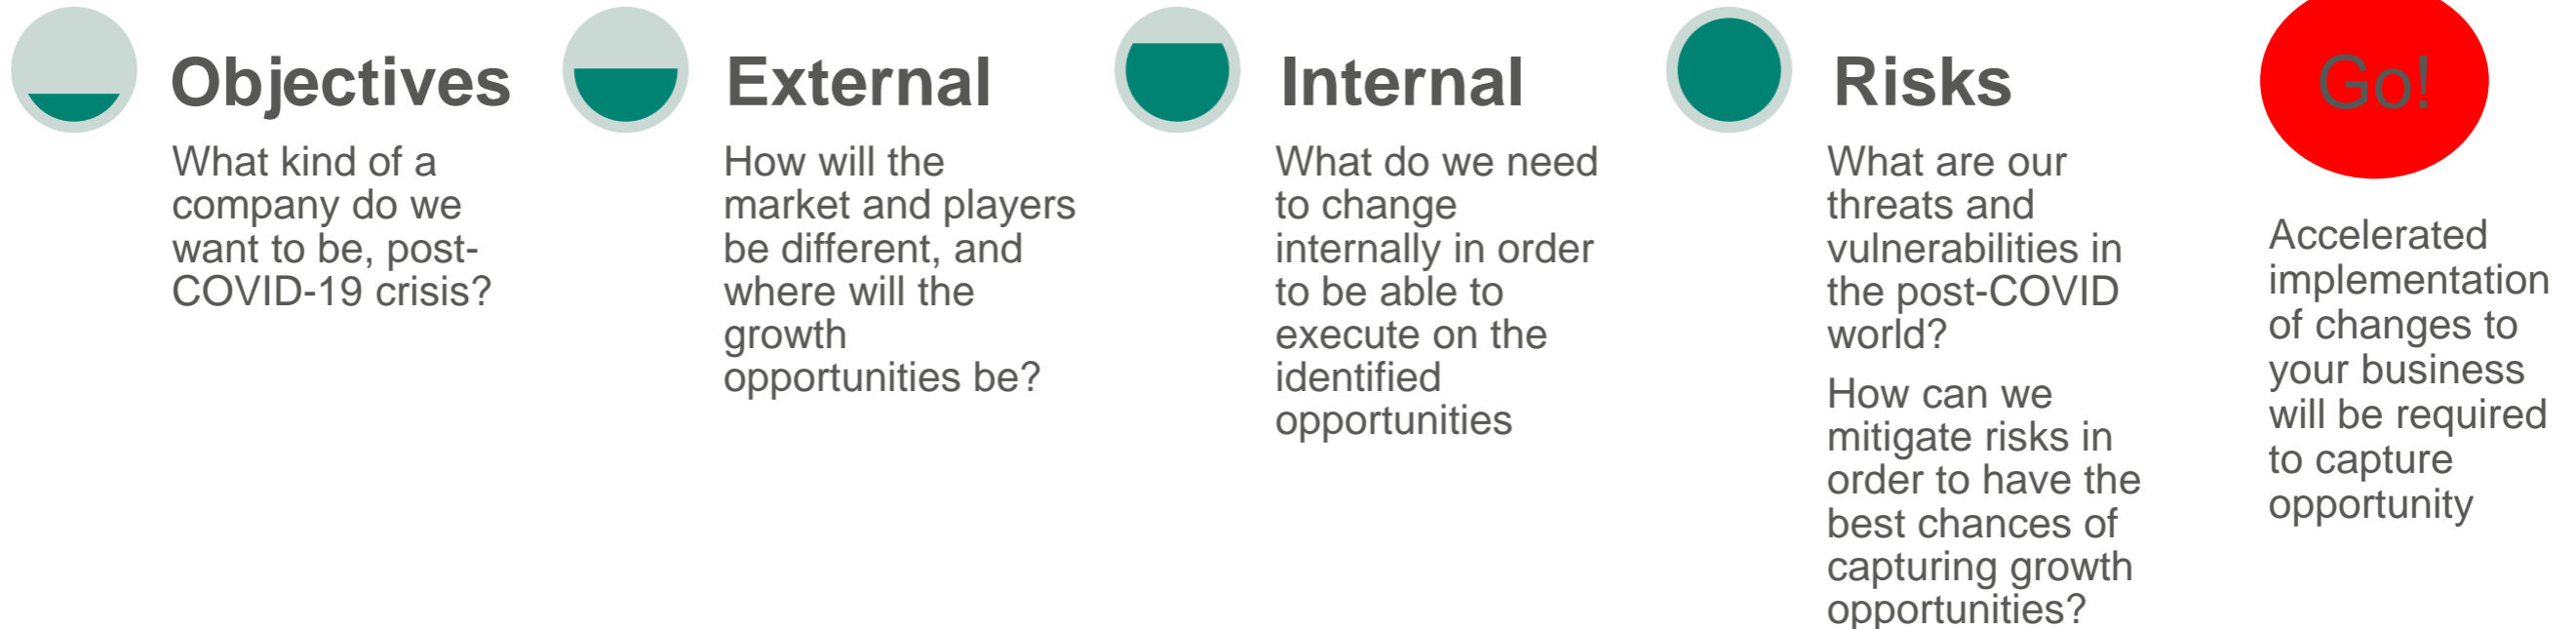 Objectives
What kind of a
company do we
want to be, post-
COVID-19 crisis?
External
How will the
market and players
be different, and
where will the
growth
opportunities be?
Internal
What do we need
to change
internally in order
to be able to
execute on the
identified
opportunities
Risks
What are our
threats and
vulnerabilities in
the post-COVID
world?
How can we
mitigate risks in
order to have the
best chances of
capturing growth
opportunities?
Go!
Accelerated
implementation
of changes to
your business
will be required
to capture
opportunity